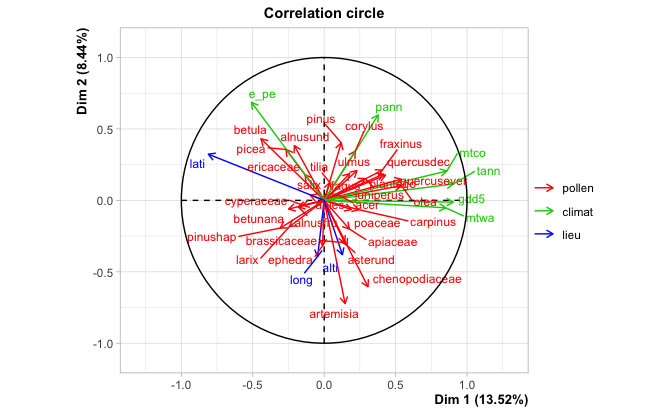 Correlation circle
Dim 2 (8.44%)
1.0
0.5
0.0
-0.5
-1.0
e_pe
pann
pinus
corylus
betula
alnusund
fraxinus
picea
mtco
lati
ericaceae
tilia
ulmus
quercusdec
tann
salix
juniperus
cyperaceae
acer
olea
gdd5
mtwa
betunana
poaceae
carpinus
pinushap
brassicaceae
apiaceae
larix
ephedra
alti
asterund
long
chenopodiaceae
artemisia
pollen
climat
lieu
-1.0
-0.5
0.0
0.5
1.0
Dim 1 (13.52%)